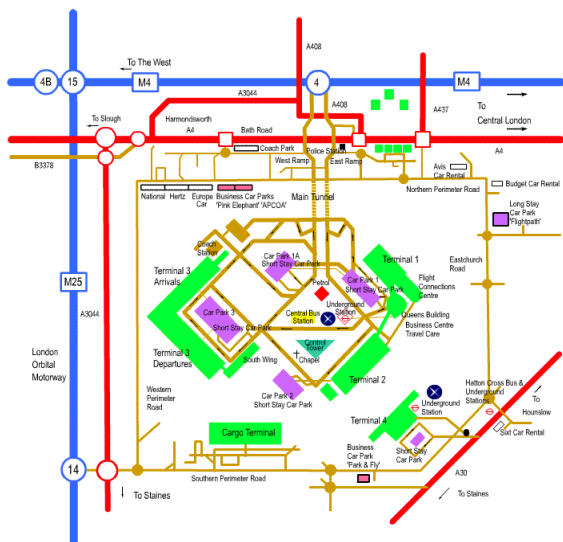 A408
To The West
4B
15
M4
4
M4
A3044
A408
A437
To
Central London
To Slough
Harmondsworth
A4
Bath Road
Police Station
Coach Park
A4
B3378
West Ramp
East Ramp
Avis
Car Rental
Budget Car Rental
National
Hertz
Europe
Car
Business Car Parks
'Pink Elephant' 'APCOA'
Main Tunnel
Northern Perimeter Road
Long Stay
Car Park
'Flightpath'
Coach
Station
Car Park 1A
Short Stay Car Park
Terminal 1
Eastchurch
Road
Terminal 3
Arrivals
Petrol
Car Park 1
Short Stay Car Park
Flight
Connections
Centre
M25
A3044
Car Park 3
Short Stay Car Park
Central Bus
Station
Underground
Station
Queens Building
Business Centre
Travel Care
London
Orbital
Motorway
Terminal 3
Departures
South Wing
Control
Tower
Chapel
Terminal 2
Western
Perimeter
Road
Car Park 2
Short Stay Car Park
Hatton Cross Bus &
Underground
Stations
To
Hounslow
Underground
Station
Terminal 4
Sixt Car Rental
Cargo Terminal
Business
Car Park
'Park & Fly'
Short Stay
Car Park
14
Southern Perimeter Road
A30
To Staines
To Staines